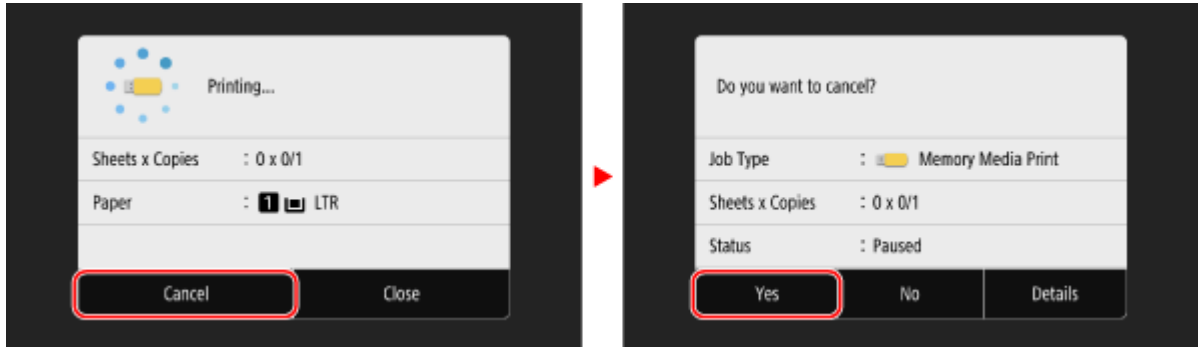 Printing...
Sheets x Copies : 0 x 0/1
Paper : 1 LTR
Cancel Close
Do you want to cancel?
Job Type : Memory Media Print
Sheets x Copies : 0 x 0/1
Status : Paused
Yes No Details